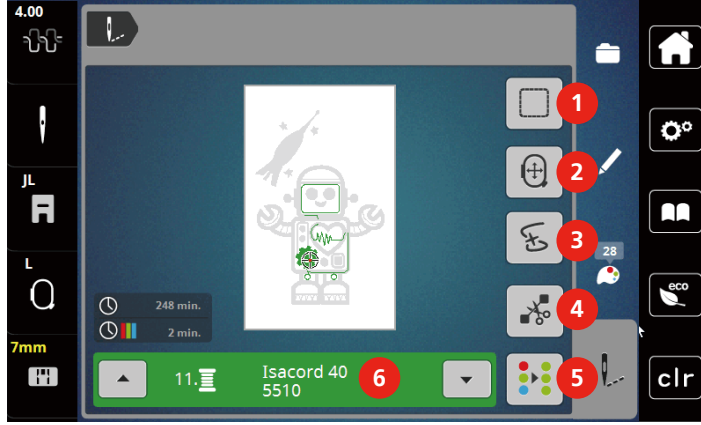 4.00
1
2
JL
3
28
L
eco
248 min.
4
2 min.
7mm
11.
Isacord 40
5510
6
5
clr